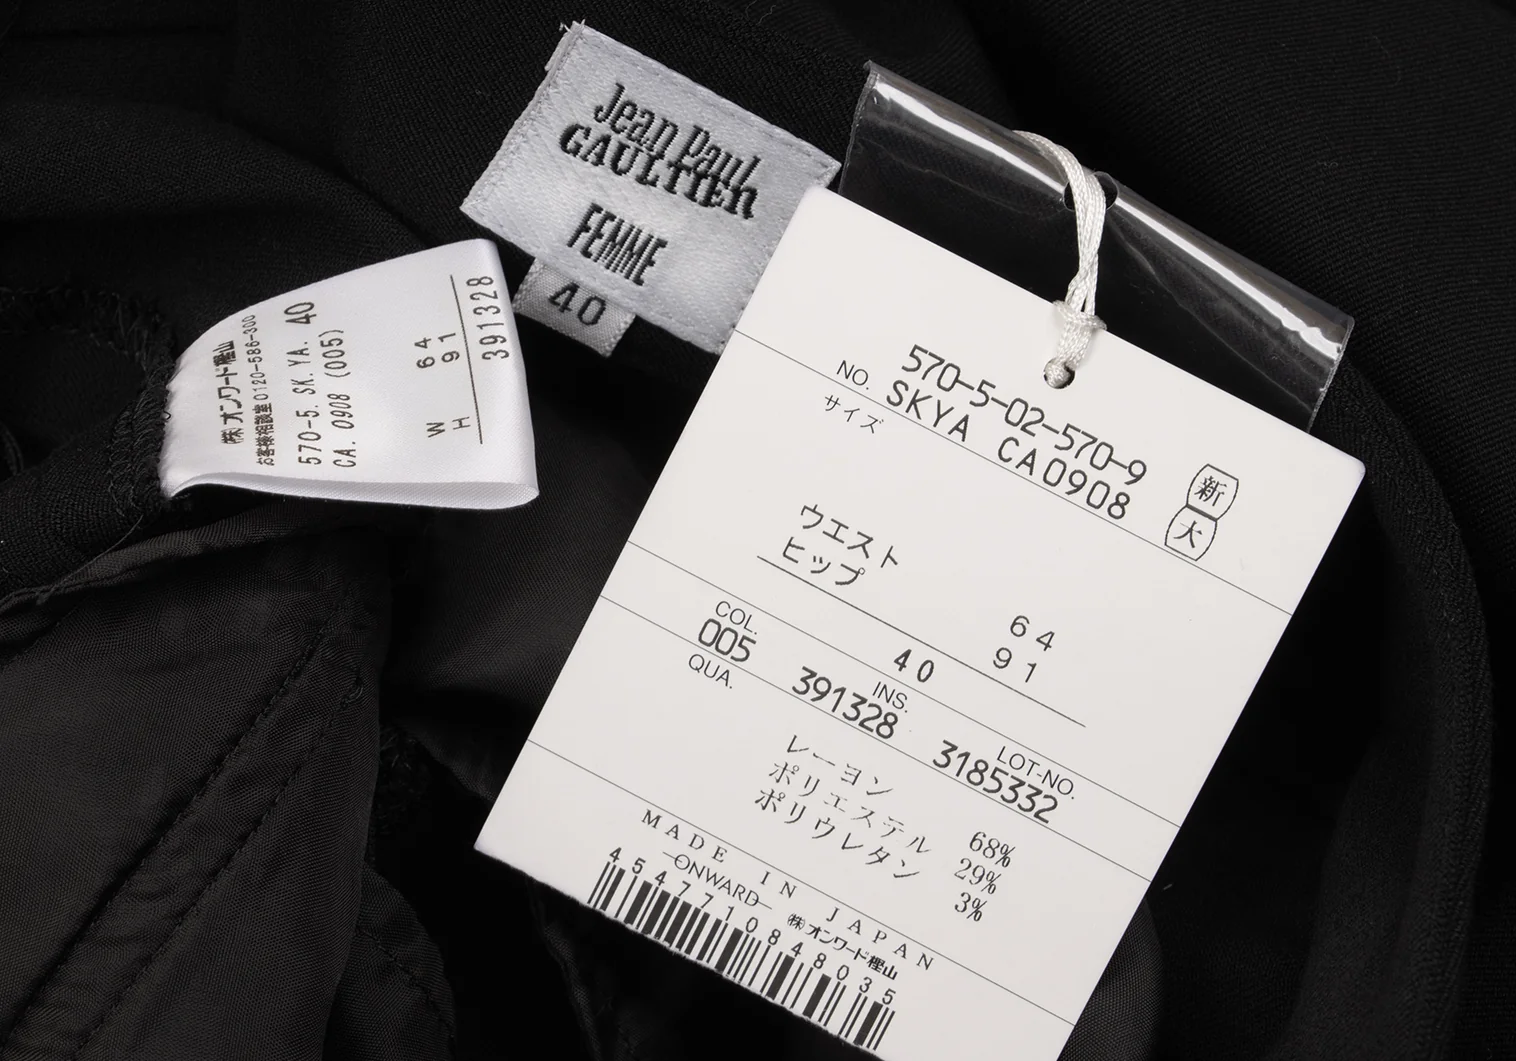 Jean Paul
GAULTIER
FEMME
40
㈱オンワード樫山
お客様相談室0120-586-300
570-5. SK. YA. 40
CA. 0908 (005)
W 64
H 91
391328
570-5-02-570-9
NO. SKYA CA0908
サイズ
新
大
ウエスト 64
ヒップ 91
40
COL. INS. LOT-NO.
005 391328 3185332
QUA.
レーヨン 68%
ポリエステル 29%
ポリウレタン 3%
MADE IN JAPAN
ONWARD ㈱オンワード樫山
4547710848035